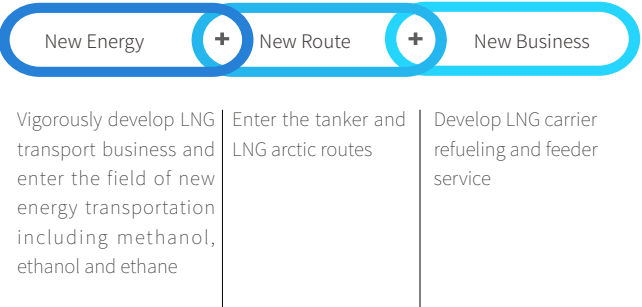 New Energy + New Route + New Business
Vigorously develop LNG
transport business and
enter the field of new
energy transportation
including methanol,
ethanol and ethane
Enter the tanker and
LNG arctic routes
Develop LNG carrier
refueling and feeder
service